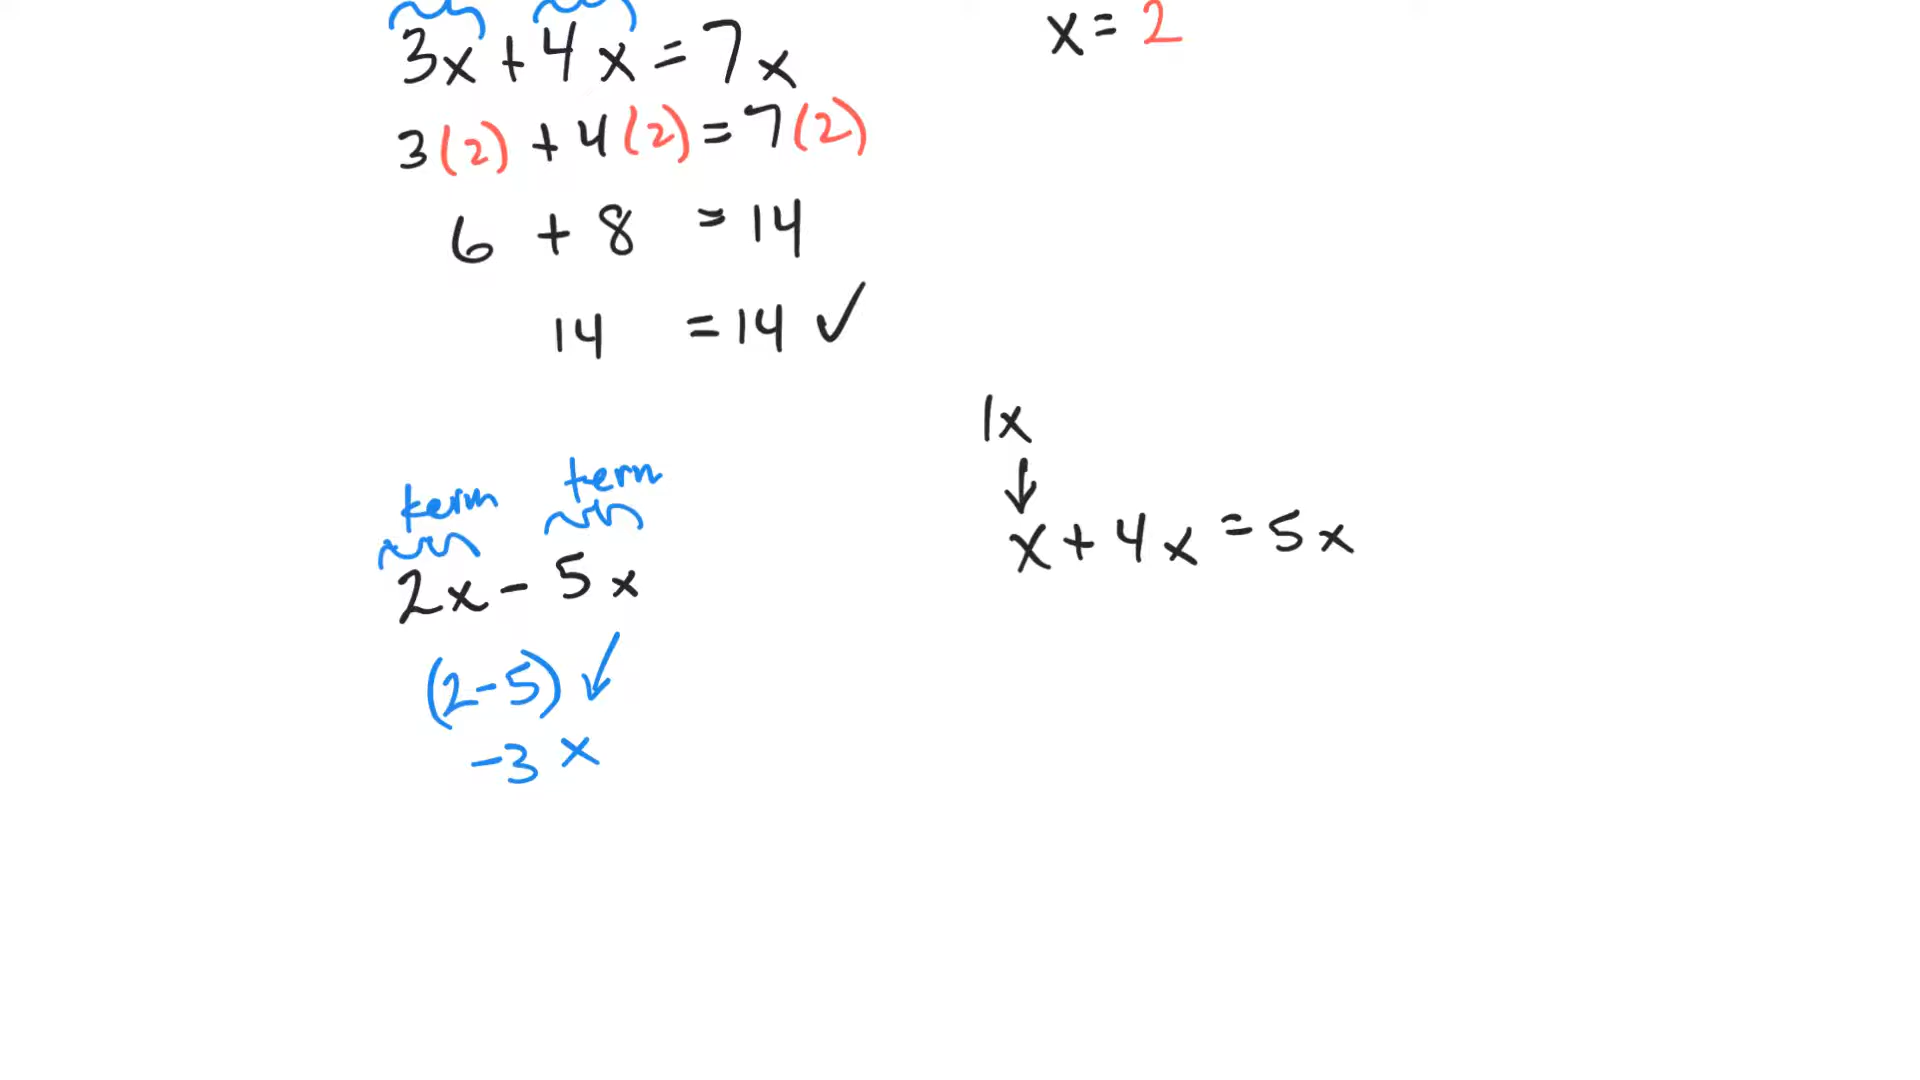 3x + 4x = 7x
x = 2
3(2) + 4(2) = 7(2)
6 + 8 = 14
14 = 14 ✓
1x
x + 4x = 5x
term term
2x - 5x
(2-5)
-3x